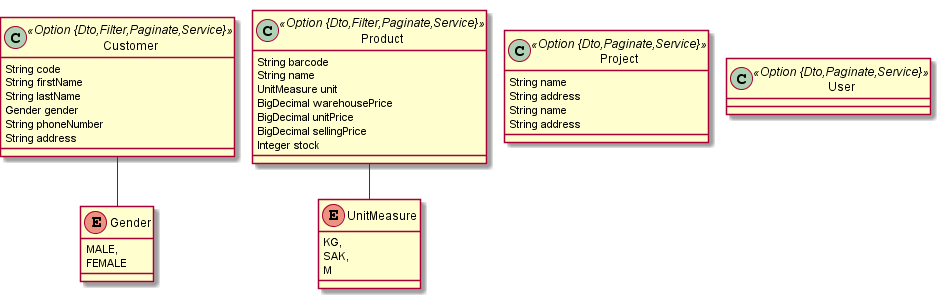 C
«Option {Dto,Filter,Paginate,Service}»
Customer
String code
String firstName
String lastName
Gender gender
String phoneNumber
String address
C
«Option {Dto,Filter,Paginate,Service}»
Product
String barcode
String name
UnitMeasure unit
BigDecimal warehousePrice
BigDecimal unitPrice
BigDecimal sellingPrice
Integer stock
C
«Option {Dto,Paginate,Service}»
Project
String name
String address
String name
String address
C
«Option {Dto,Paginate,Service}»
User
E Gender
MALE,
FEMALE
E UnitMeasure
KG,
SAK,
M